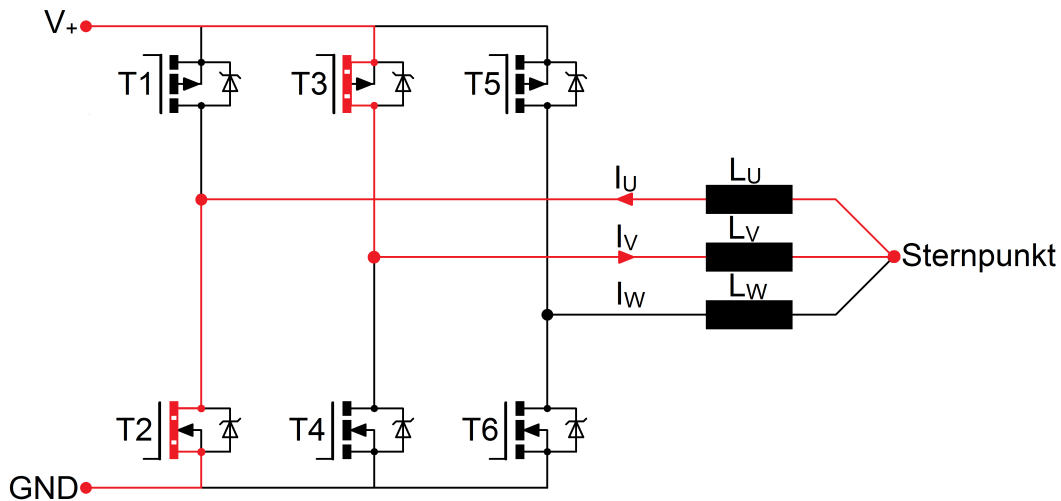 V+
T1 T3 T5
IU LU
IV LV
Sternpunkt
IW LW
T2 T4 T6
GND